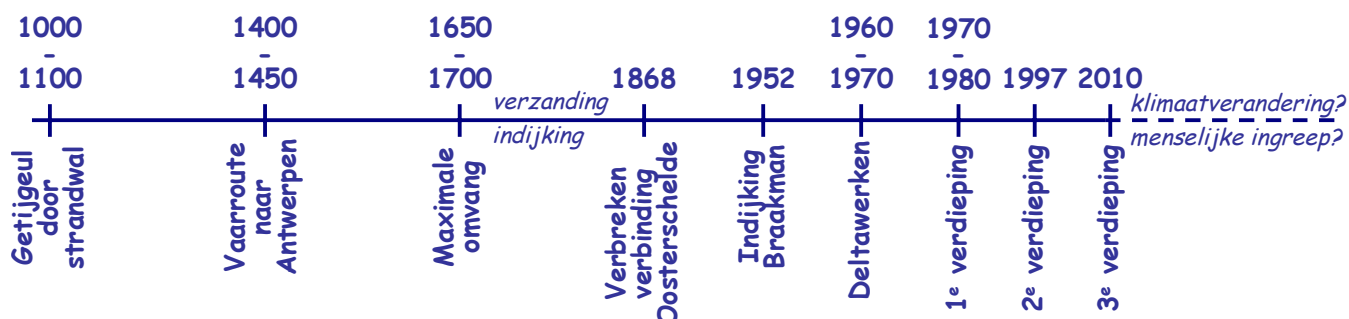 1000
-
1100
1400
-
1450
1650
-
1700
1868
1952
1960
-
1970
1970
-
1980
1997
2010
verzanding
indijking
klimaatverandering?
menselijke ingreep?
Getijgeul
door
strandwal
Vaarroute
naar
Antwerpen
Maximale
omvang
Verbreken
verbinding
Oosterschelde
Indijking
Braakman
Deltawerken
1e verdieping
2e verdieping
3e verdieping